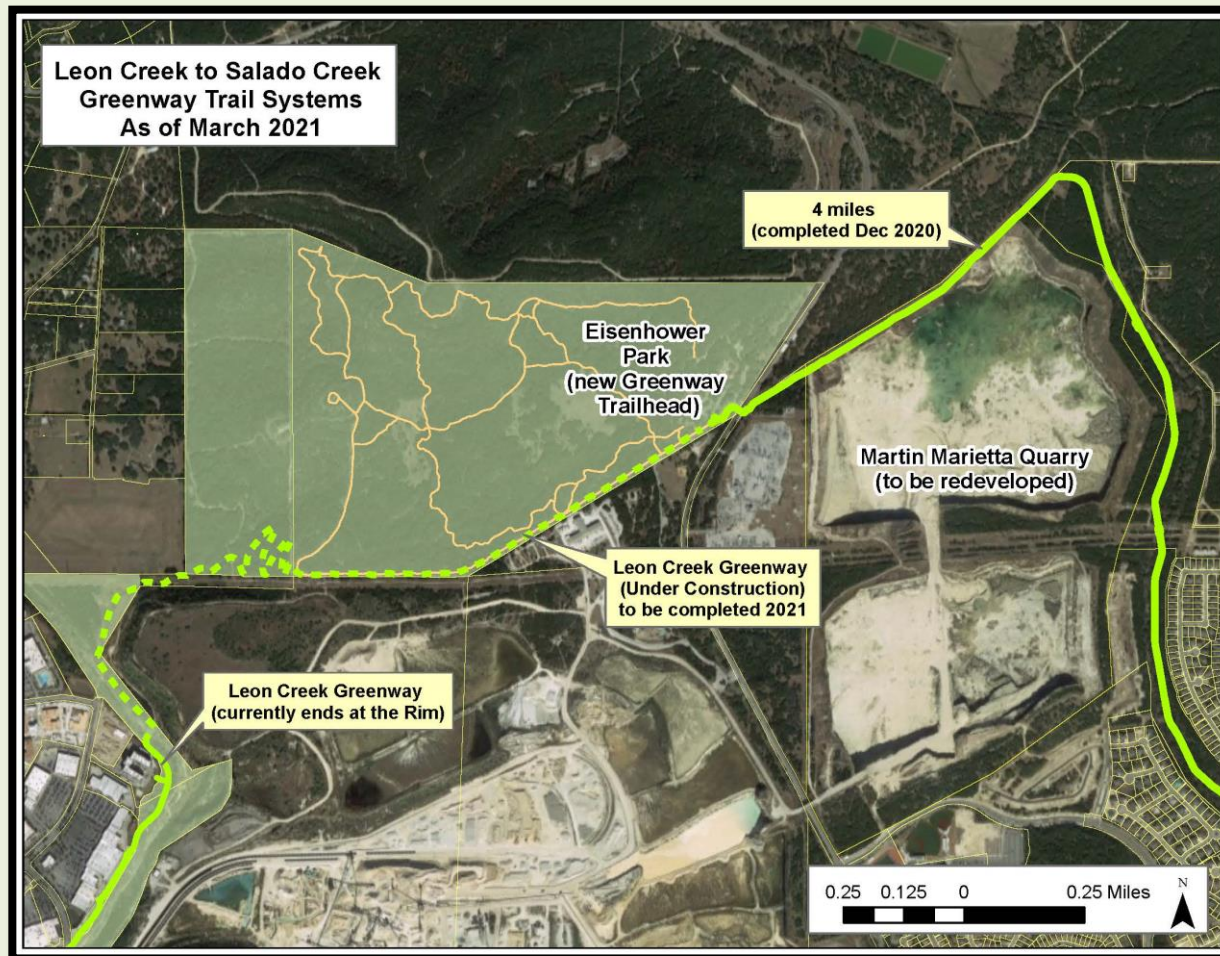 Leon Creek to Salado Creek
Greenway Trail Systems
As of March 2021
4 miles
(completed Dec 2020)
Eisenhower
Park
(new Greenway
Trailhead)
Martin Marietta Quarry
(to be redeveloped)
Leon Creek Greenway
(Under Construction)
to be completed 2021
Leon Creek Greenway
(currently ends at the Rim)
0.25 0.125 0 0.25 Miles
N